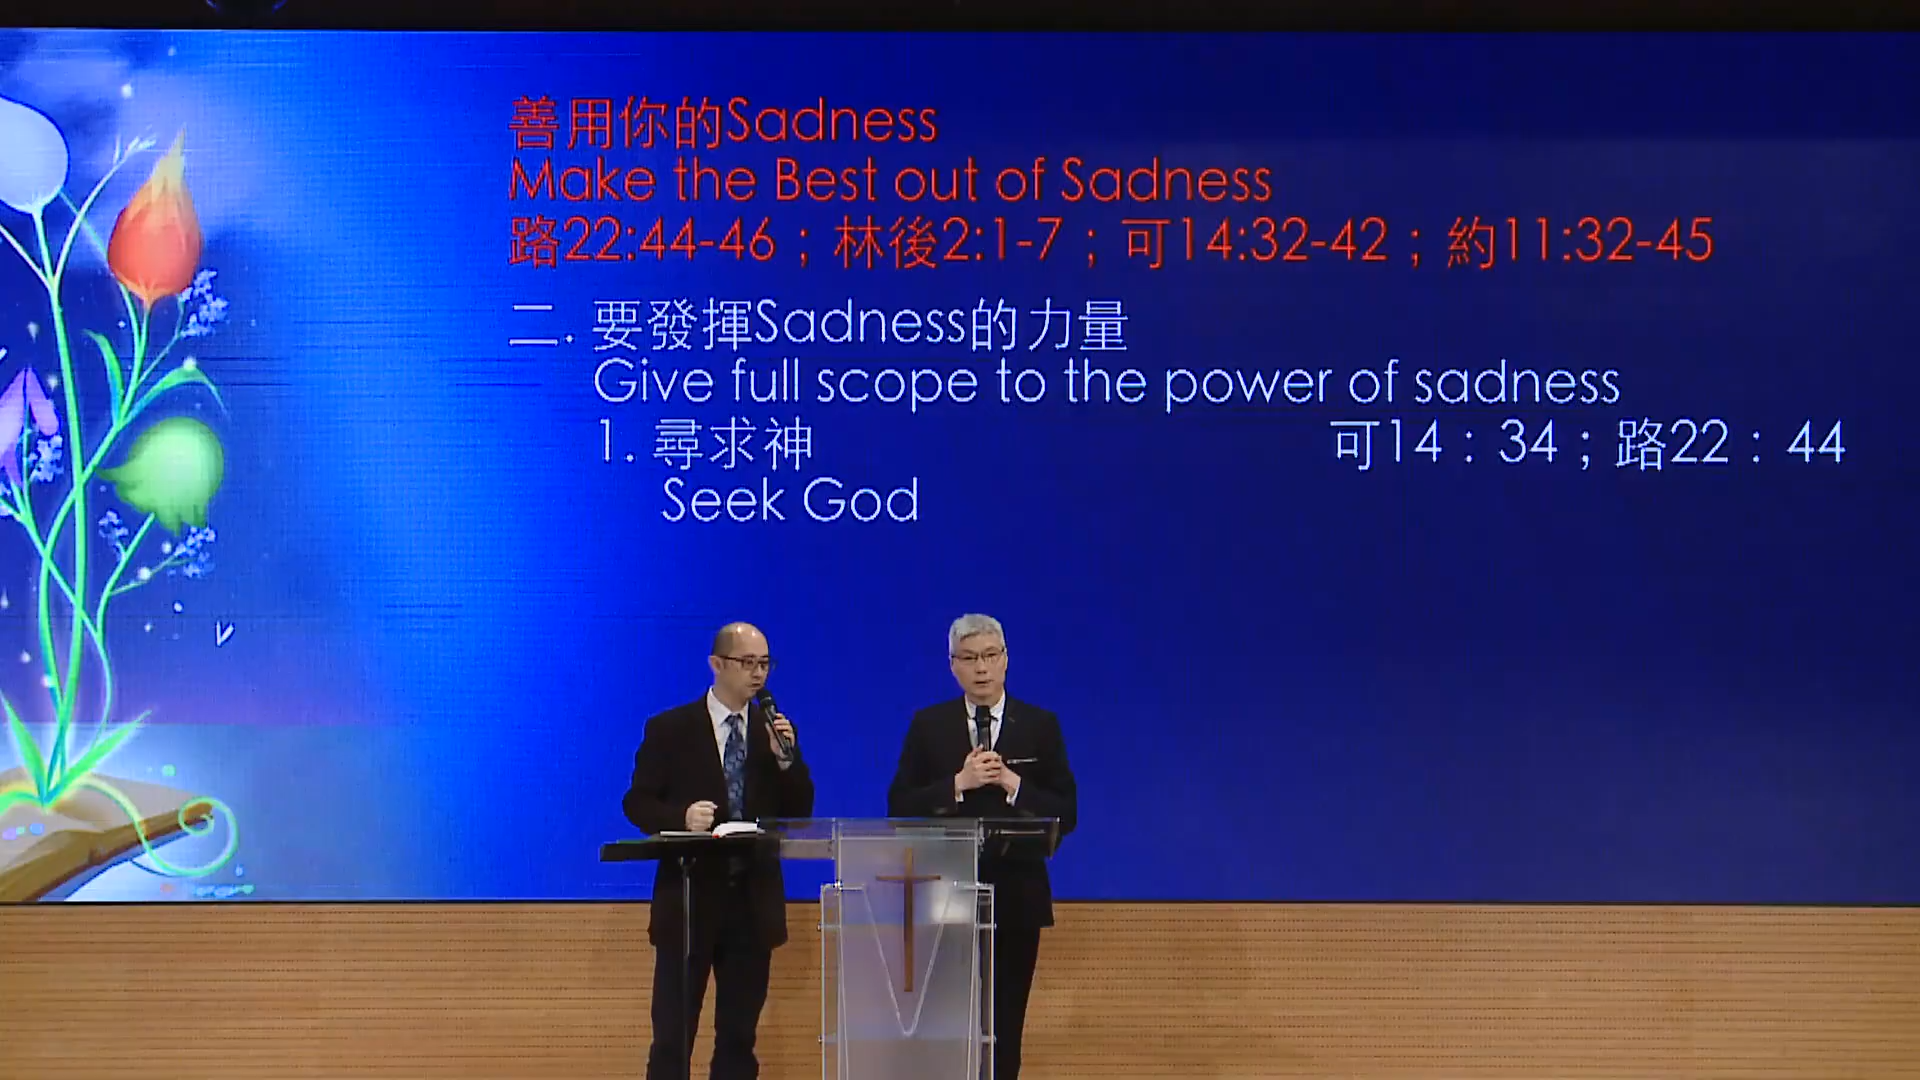 善用你的Sadness
Make the Best out of Sadness
路22:44-46；林後2:1-7；可14:32-42；約11:32-45
二. 要發揮Sadness的力量
Give full scope to the power of sadness
1. 尋求神 可14：34；路22：44
Seek God